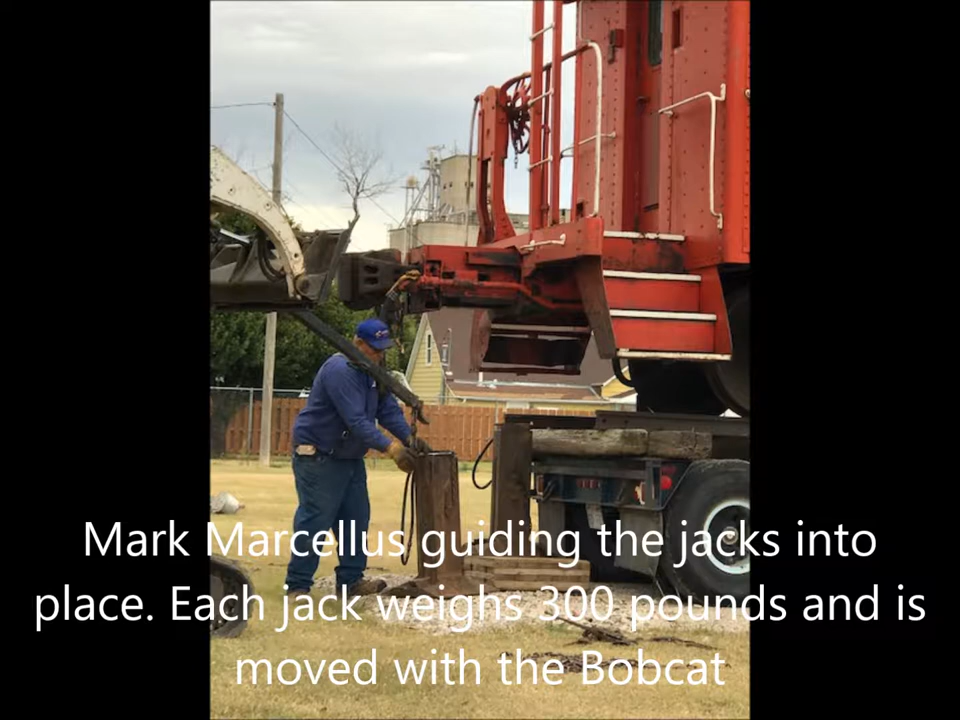 Mark Marcellus guiding the jacks into
place. Each jack weighs 300 pounds and is
moved with the Bobcat